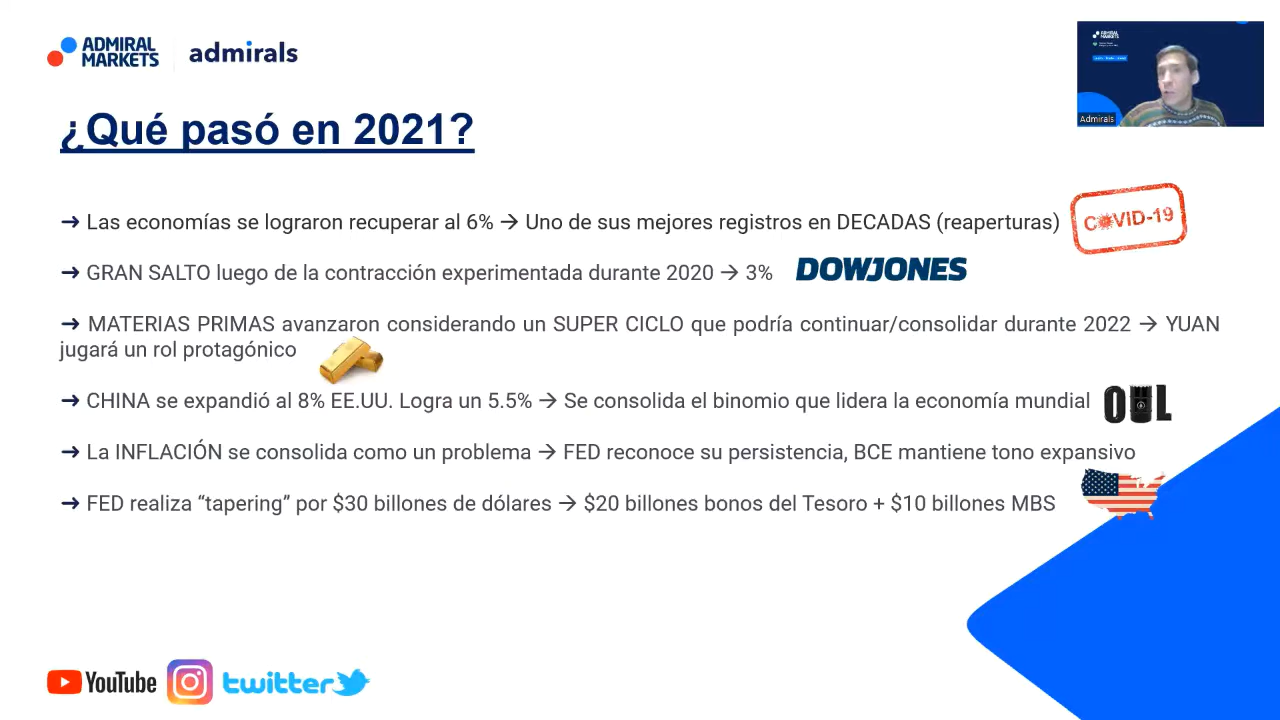 ADMIRAL
MARKETS
admirals
Admirals
¿Qué pasó en 2021?
→ Las economías se lograron recuperar al 6% → Uno de sus mejores registros en DECADAS (reaperturas)
COVID-19
→ GRAN SALTO luego de la contracción experimentada durante 2020 → 3%
DOWJONES
→ MATERIAS PRIMAS avanzaron considerando un SUPER CICLO que podría continuar/consolidar durante 2022 → YUAN
jugará un rol protagónico
→ CHINA se expandió al 8% EE.UU. Logra un 5.5% → Se consolida el binomio que lidera la economía mundial
OIL
→ La INFLACIÓN se consolida como un problema → FED reconoce su persistencia, BCE mantiene tono expansivo
→ FED realiza “tapering” por $30 billones de dólares → $20 billones bonos del Tesoro + $10 billones MBS
YouTube
twitter